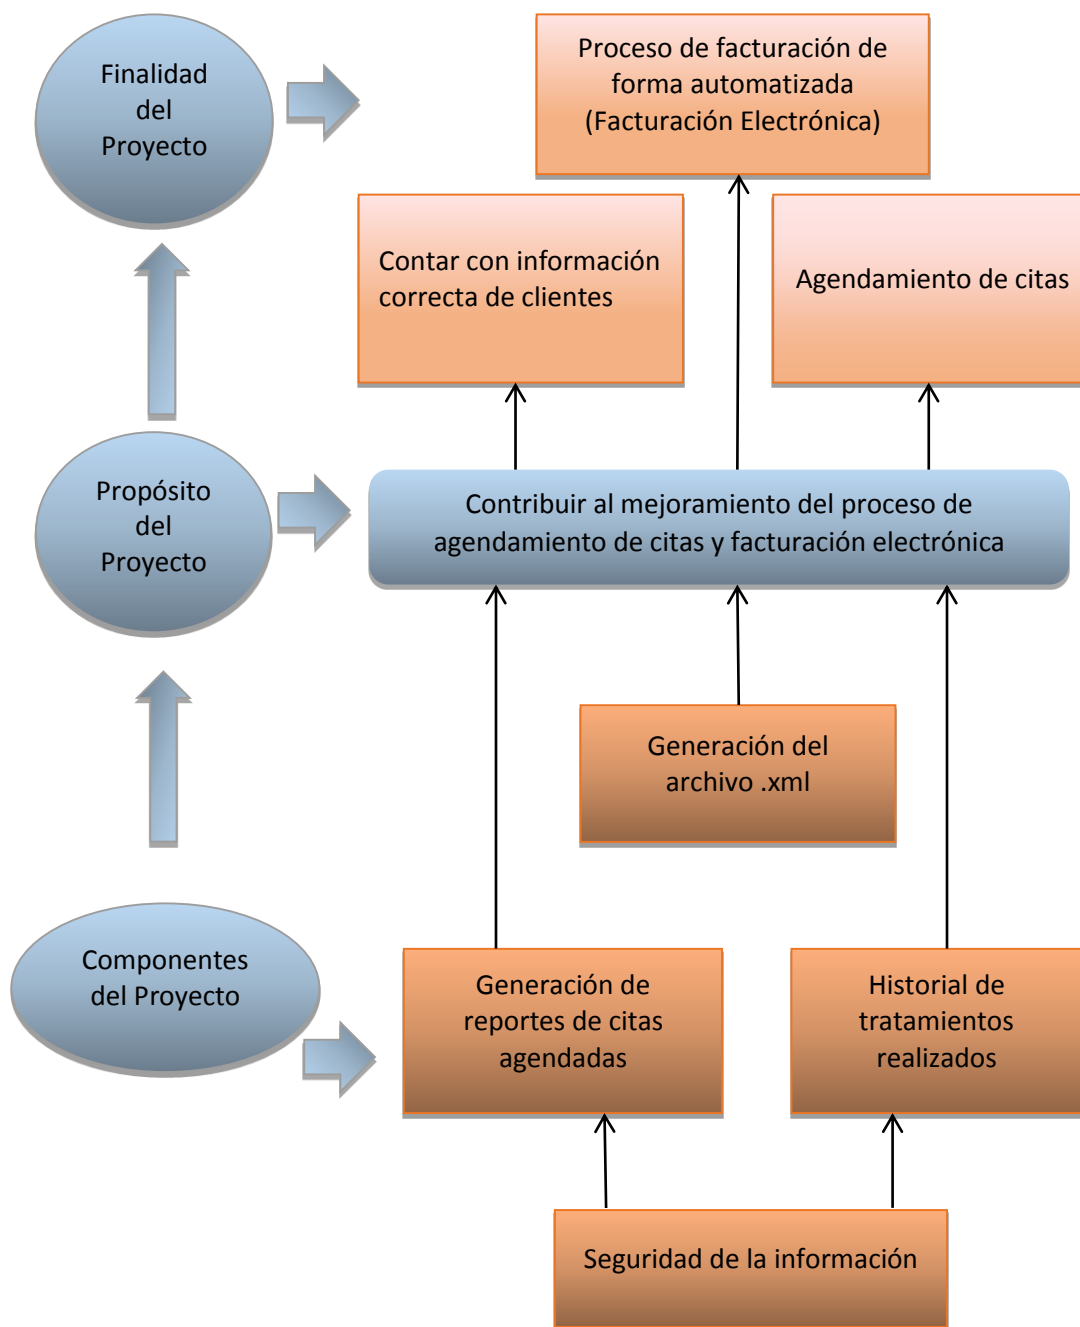 Finalidad
del
Proyecto
Proceso de facturación de
forma automatizada
(Facturación Electrónica)
Contar con información
correcta de clientes
Agendamiento de citas
Propósito
del
Proyecto
Contribuir al mejoramiento del proceso de
agendamiento de citas y facturación electrónica
Generación del
archivo .xml
Componentes
del Proyecto
Generación de
reportes de citas
agendadas
Historial de
tratamientos
realizados
Seguridad de la información